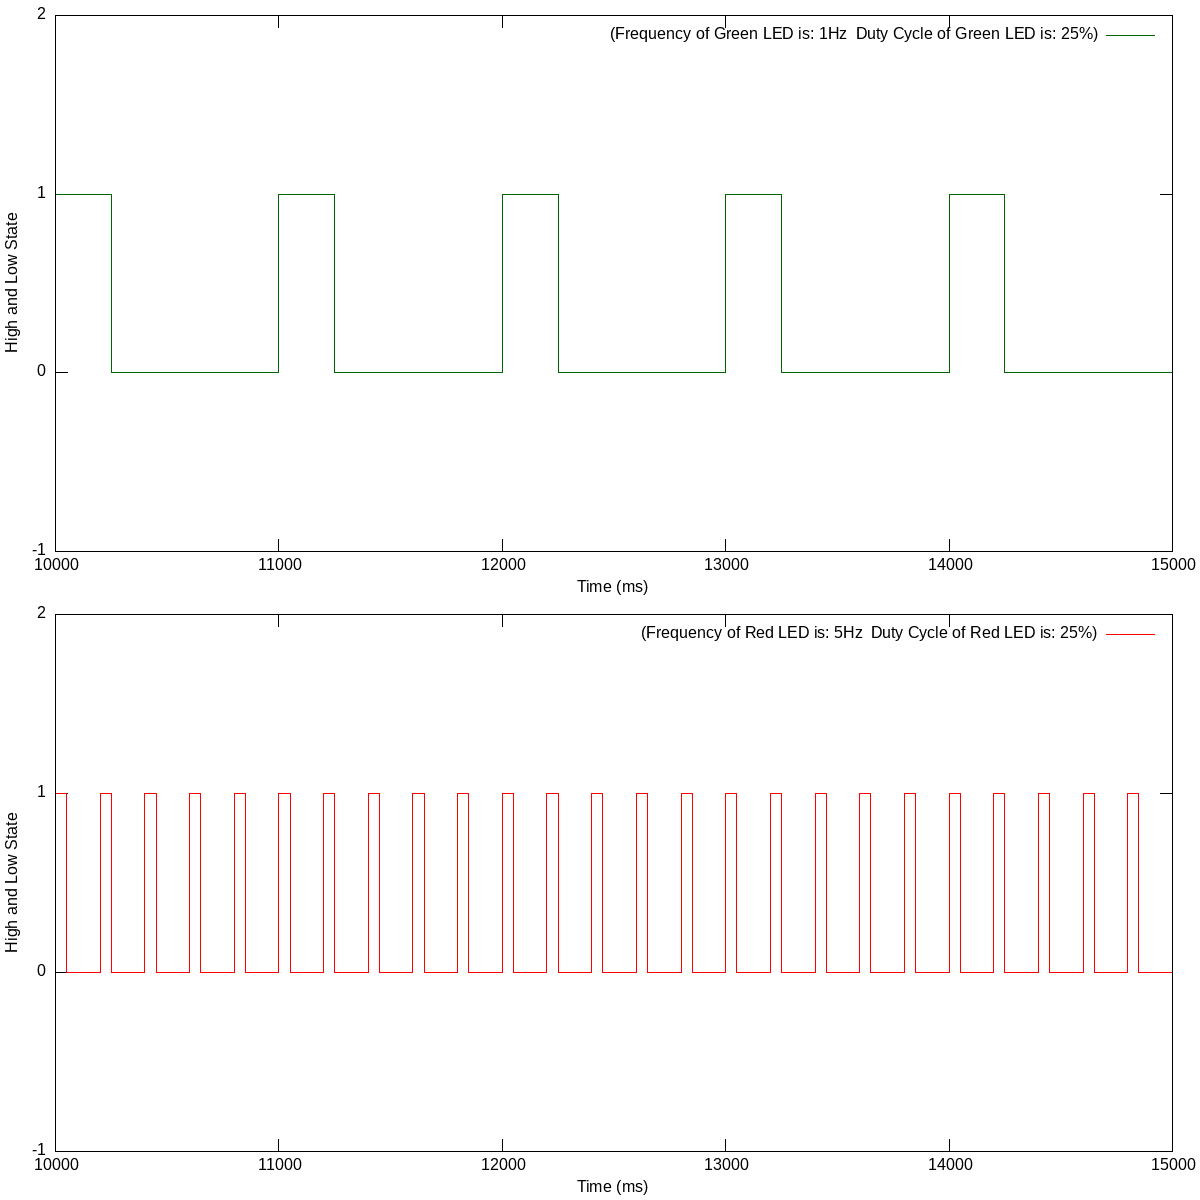 2
(Frequency of Green LED is: 1Hz  Duty Cycle of Green LED is: 25%)
1
High and Low State
0
-1
10000 11000 12000 13000 14000 15000
Time (ms)
2
(Frequency of Red LED is: 5Hz  Duty Cycle of Red LED is: 25%)
1
High and Low State
0
-1
10000 11000 12000 13000 14000 15000
Time (ms)